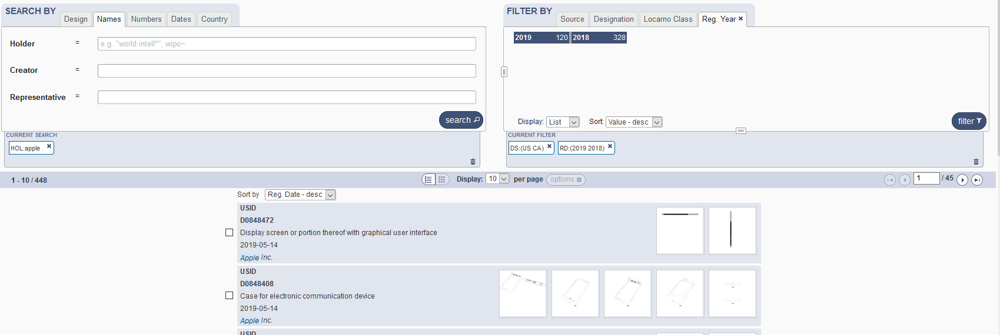 SEARCH BY
Design Names Numbers Dates Country
Holder = e.g. "world intell*", wipo~
Creator =
Representative =
search
CURRENT SEARCH
HOL:apple
FILTER BY
Source Designation Locarno Class Reg. Year
2019 120 2018 328
Display: List Sort: Value - desc
filter
CURRENT FILTER
DS:(US CA) RD:(2019 2018)
1 - 10 / 448 Display: 10 per page options 1 / 45
Sort by Reg. Date - desc
USID
D0848472
Display screen or portion thereof with graphical user interface
2019-05-14
Apple Inc.
USID
D0848408
Case for electronic communication device
2019-05-14
Apple Inc.
USID